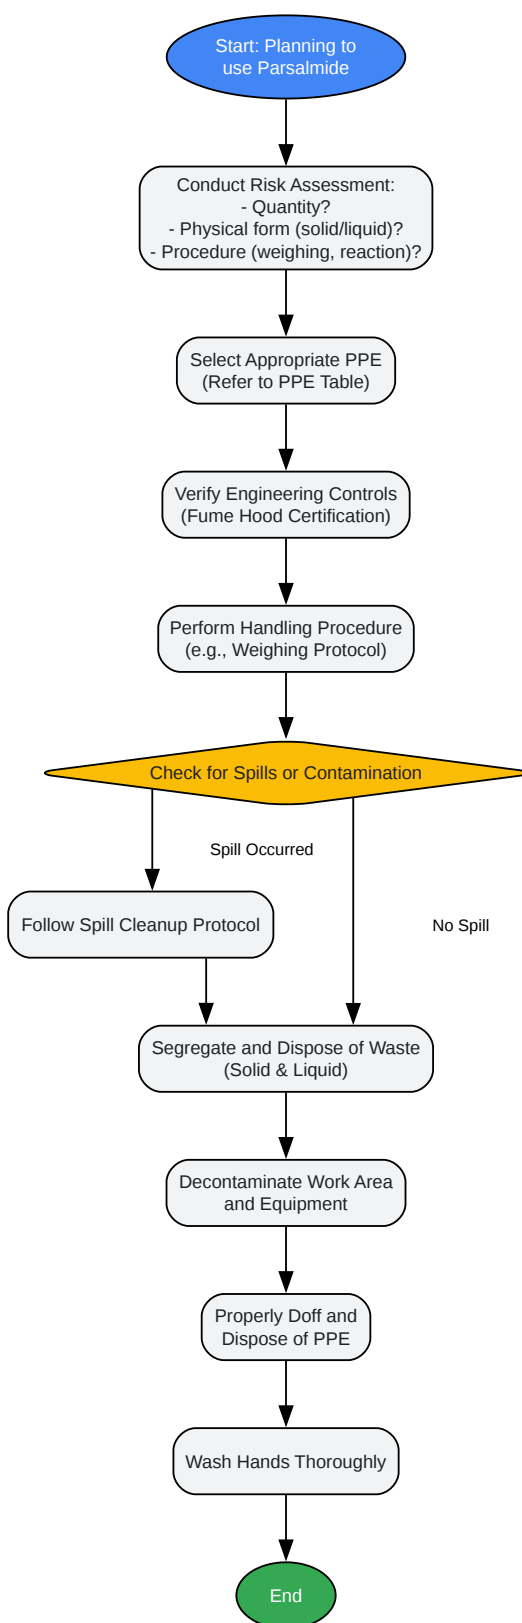 Start: Planning to
use Parsalmide
Conduct Risk Assessment:
- Quantity?
- Physical form (solid/liquid)?
- Procedure (weighing, reaction)?
Select Appropriate PPE
(Refer to PPE Table)
Verify Engineering Controls
(Fume Hood Certification)
Perform Handling Procedure
(e.g., Weighing Protocol)
Check for Spills or Contamination
Spill Occurred
Follow Spill Cleanup Protocol
No Spill
Segregate and Dispose of Waste
(Solid & Liquid)
Decontaminate Work Area
and Equipment
Properly Doff and
Dispose of PPE
Wash Hands Thoroughly
End